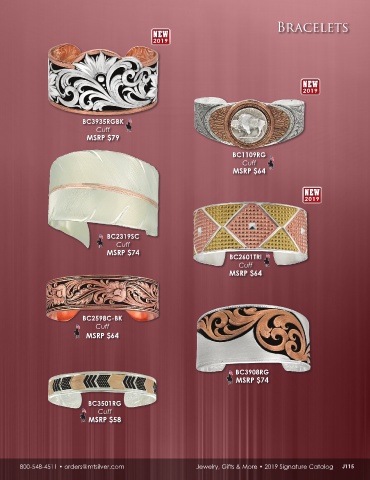 BRACELETS
NEW
2019
BC3935RGBK
Cuff
MSRP $79
NEW
2019
BC1109RG
Cuff
MSRP $64
BC2319SC
Cuff
MSRP $74
NEW
2019
BC2601TRI
Cuff
MSRP $64
BC2598C-BK
Cuff
MSRP $64
BC3908RG
MSRP $74
BC3501RG
Cuff
MSRP $58
800-548-4511 • orders@mtsilver.com
Jewelry, Gifts & More • 2019 Signature Catalog J115